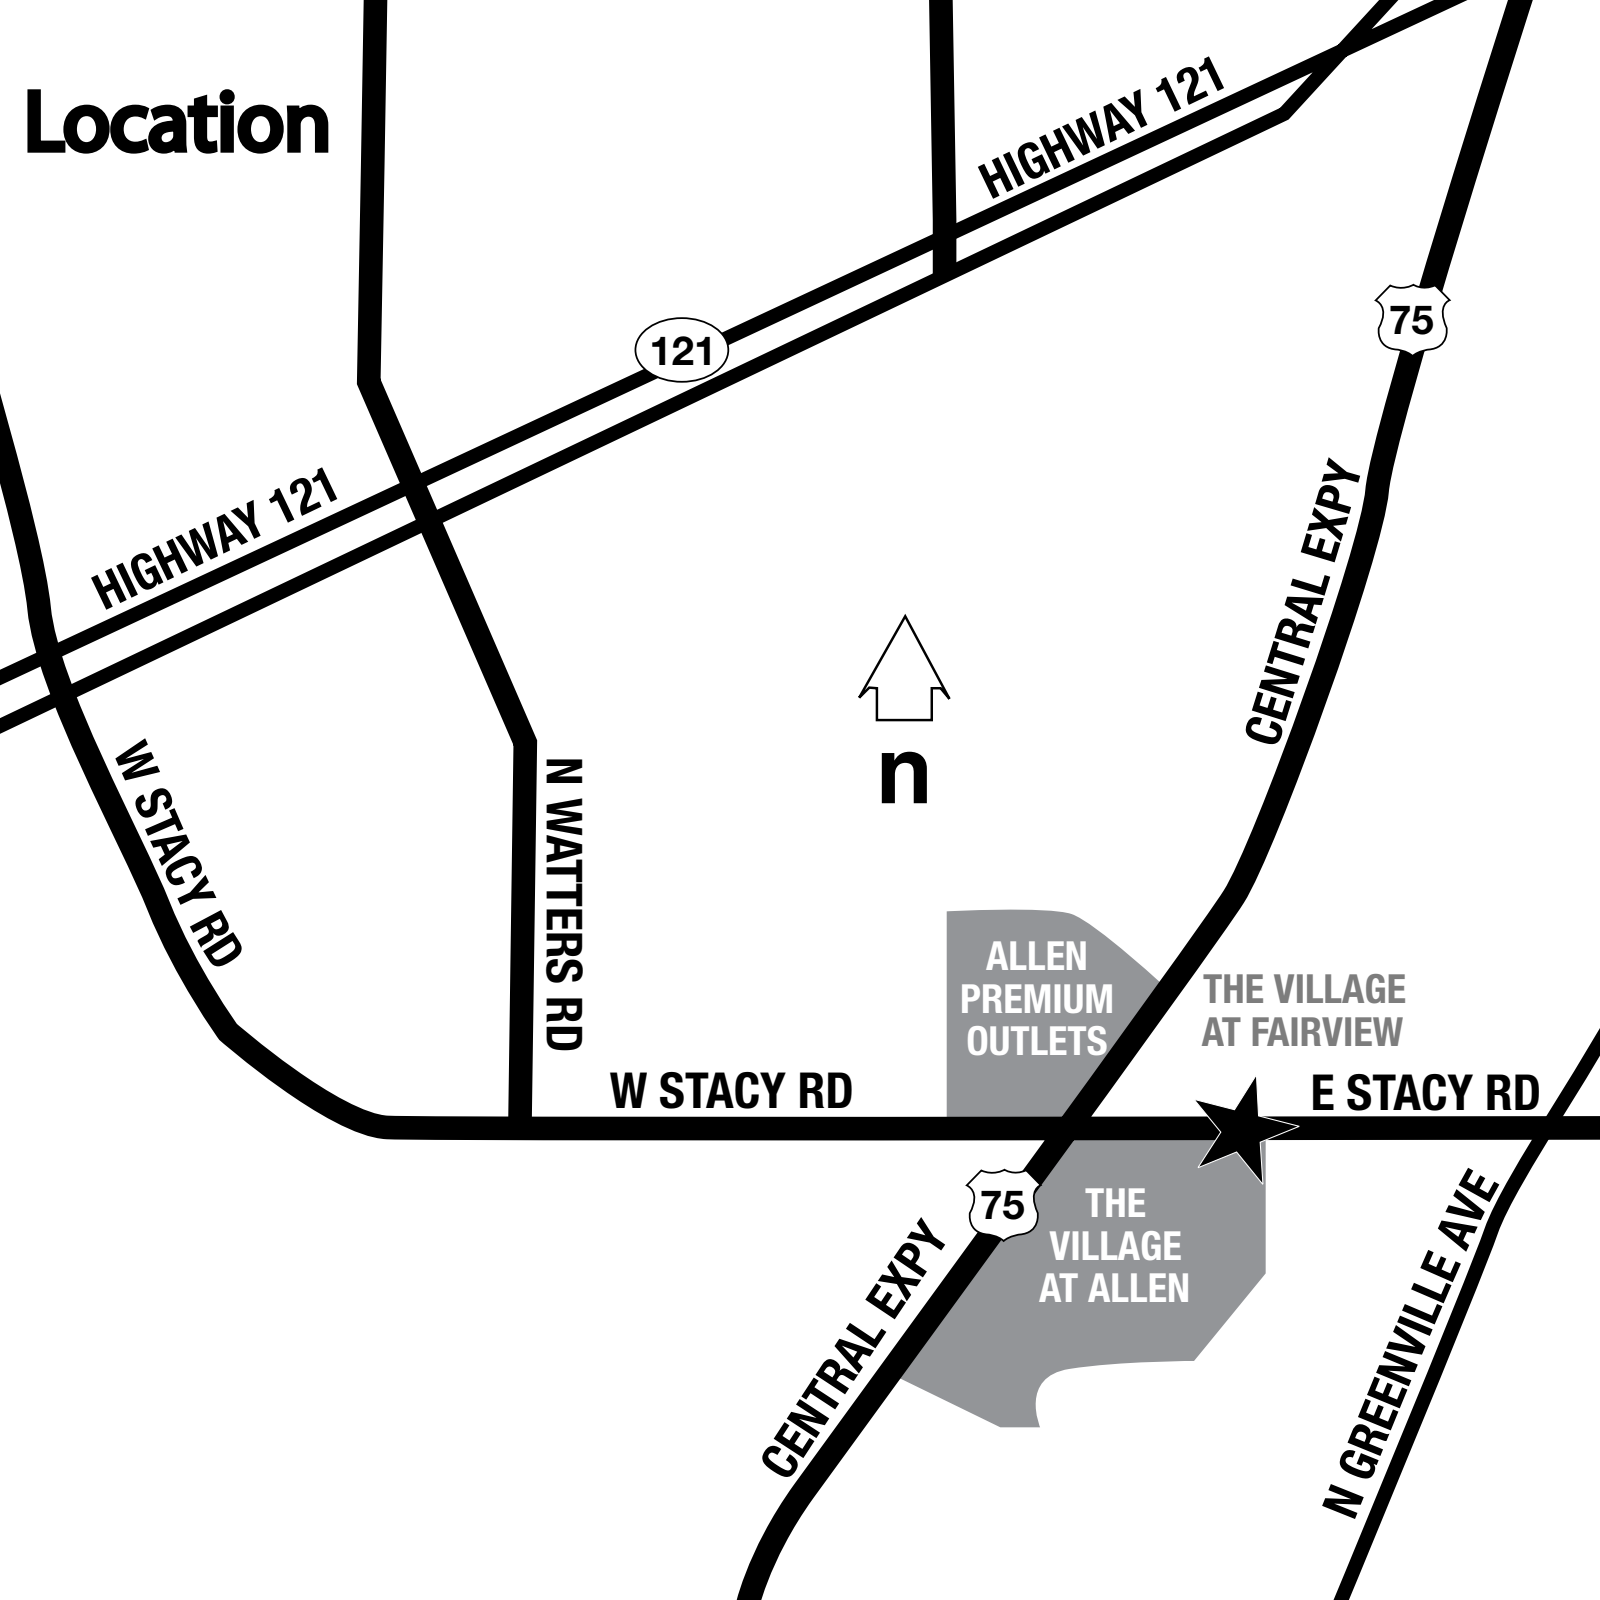 Location
HIGHWAY 121
121
75
HIGHWAY 121
CENTRAL EXPY
n
W STACY RD
N WATTERS RD
ALLEN
PREMIUM
OUTLETS
THE VILLAGE
AT FAIRVIEW
W STACY RD
E STACY RD
75
THE
VILLAGE
AT ALLEN
CENTRAL EXPY
N GREENVILLE AVE